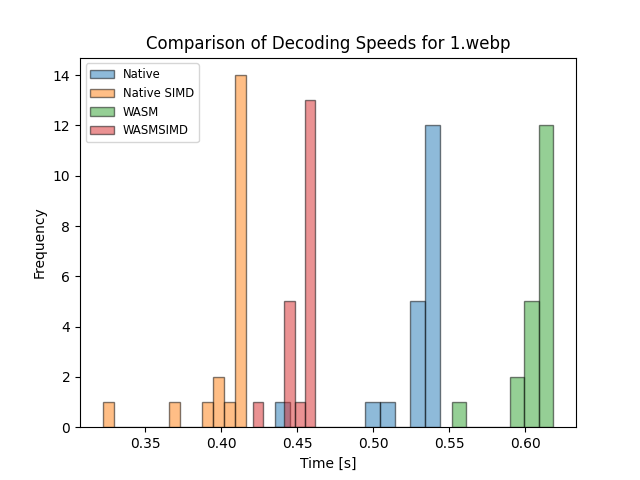 Comparison of Decoding Speeds for 1.webp
Native
Native SIMD
WASM
WASMSIMD
14
12
10
8
6
4
2
0
Frequency
0.35 0.40 0.45 0.50 0.55 0.60
Time [s]